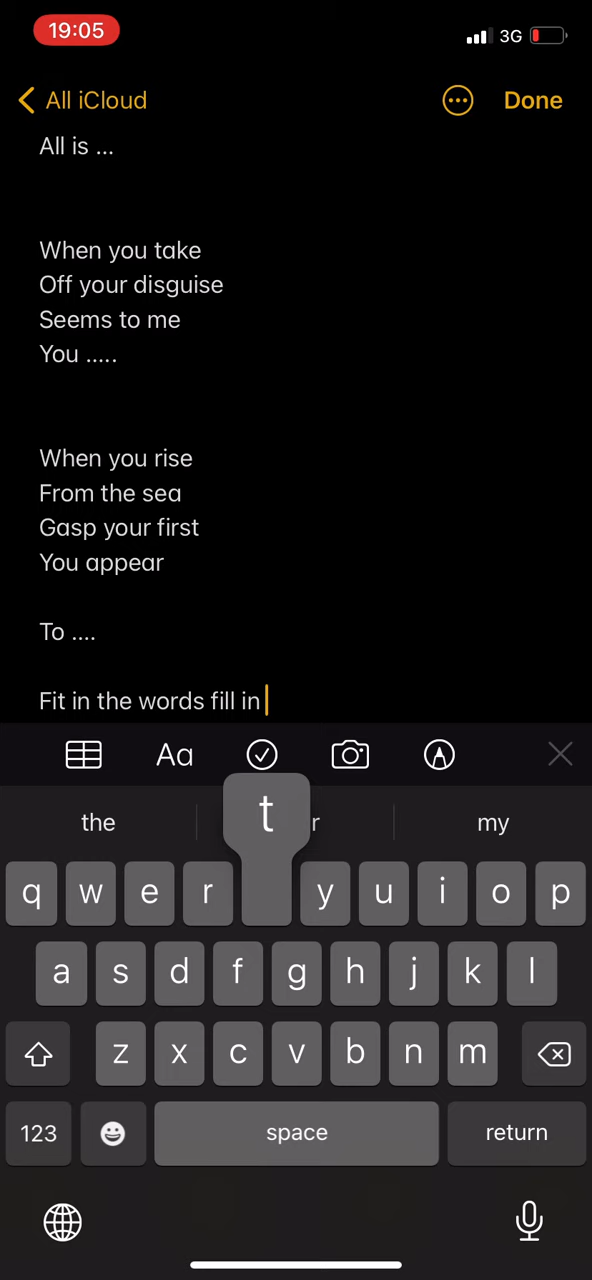 19:05
3G
All iCloud
Done
All is ...
When you take
Off your disguise
Seems to me
You .....
When you rise
From the sea
Gasp your first
You appear
To ....
Fit in the words fill in
Aa
the
r
my
t
q w e r y u i o p
a s d f g h j k l
z x c v b n m
123
space
return